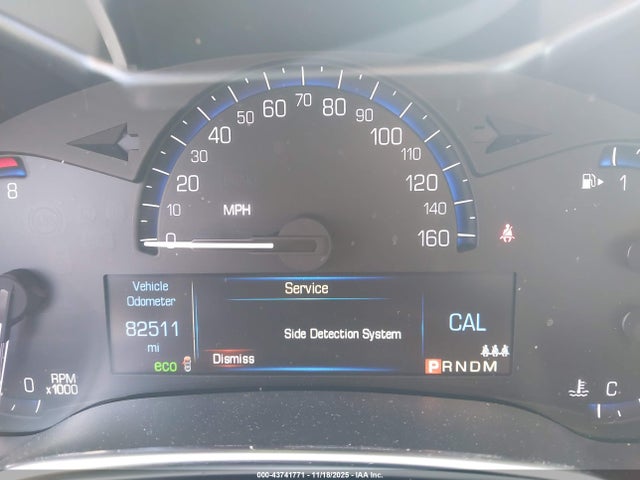 70
60 80
50 90
40 100
30 110
20 120
10 MPH 140
0 160
8
1
Vehicle
Odometer
82511
mi
eco
Service
Side Detection System
Dismiss
CAL
PRNDM
0 RPM
x1000
C
000-43741771 - 11/18/2025 - IAA Inc.